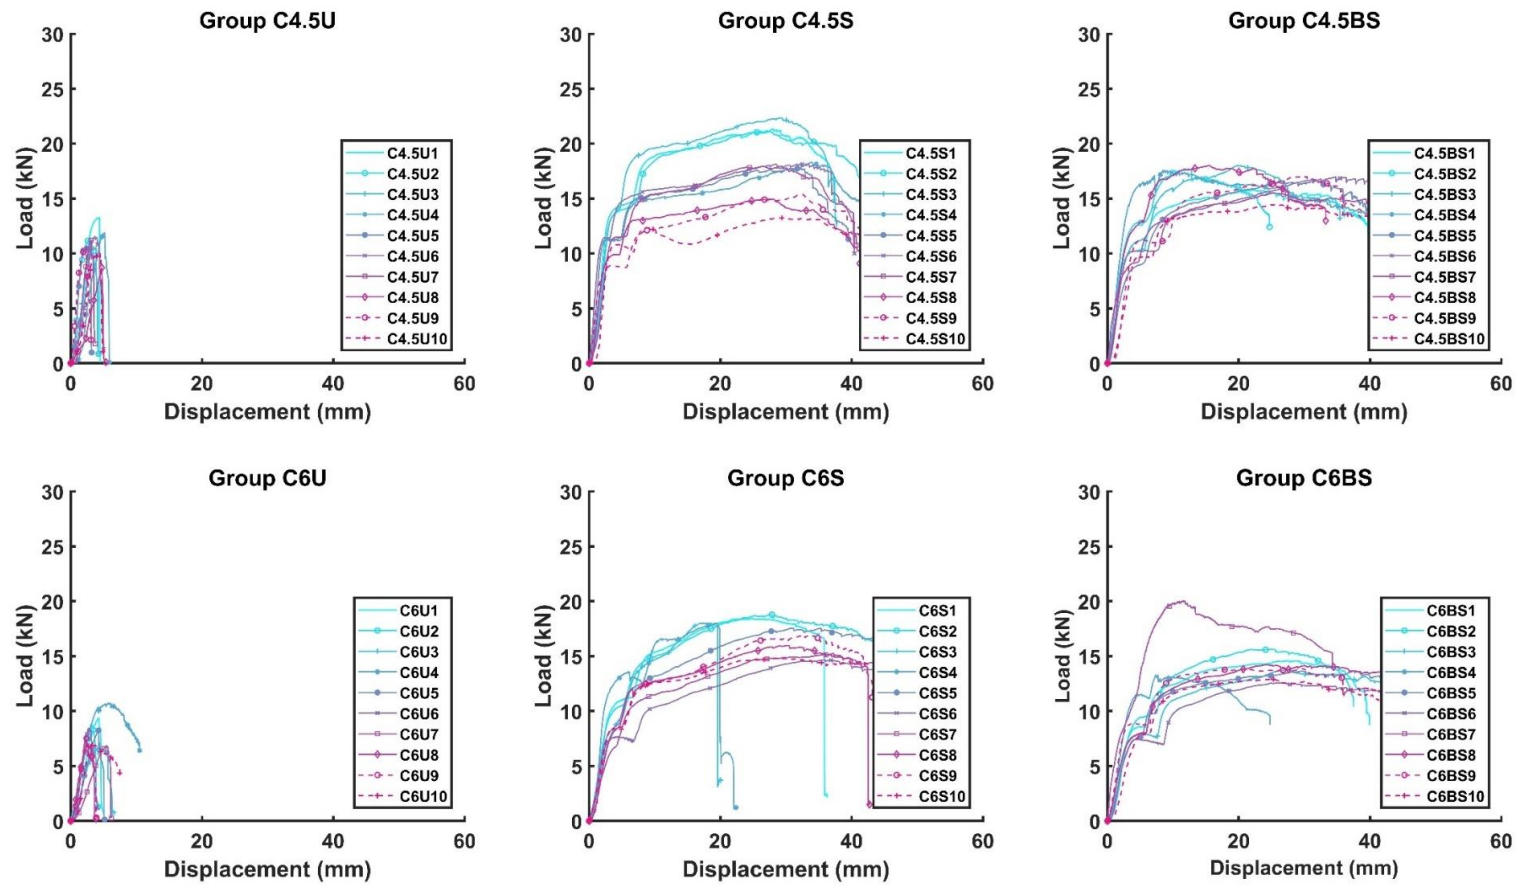 Group C4.5U
30
25
20
15
10
5
0
Load (kN)
C4.5U1
C4.5U2
C4.5U3
C4.5U4
C4.5U5
C4.5U6
C4.5U7
C4.5U8
C4.5U9
C4.5U10
0 20 40 60
Displacement (mm)
Group C4.5S
30
25
20
15
10
5
0
Load (kN)
C4.5S1
C4.5S2
C4.5S3
C4.5S4
C4.5S5
C4.5S6
C4.5S7
C4.5S8
C4.5S9
C4.5S10
0 20 40 60
Displacement (mm)
Group C4.5BS
30
25
20
15
10
5
0
Load (kN)
C4.5BS1
C4.5BS2
C4.5BS3
C4.5BS4
C4.5BS5
C4.5BS6
C4.5BS7
C4.5BS8
C4.5BS9
C4.5BS10
0 20 40 60
Displacement (mm)
Group C6U
30
25
20
15
10
5
0
Load (kN)
C6U1
C6U2
C6U3
C6U4
C6U5
C6U6
C6U7
C6U8
C6U9
C6U10
0 20 40 60
Displacement (mm)
Group C6S
30
25
20
15
10
5
0
Load (kN)
C6S1
C6S2
C6S3
C6S4
C6S5
C6S6
C6S7
C6S8
C6S9
C6S10
0 20 40 60
Displacement (mm)
Group C6BS
30
25
20
15
10
5
0
Load (kN)
C6BS1
C6BS2
C6BS3
C6BS4
C6BS5
C6BS6
C6BS7
C6BS8
C6BS9
C6BS10
0 20 40 60
Displacement (mm)